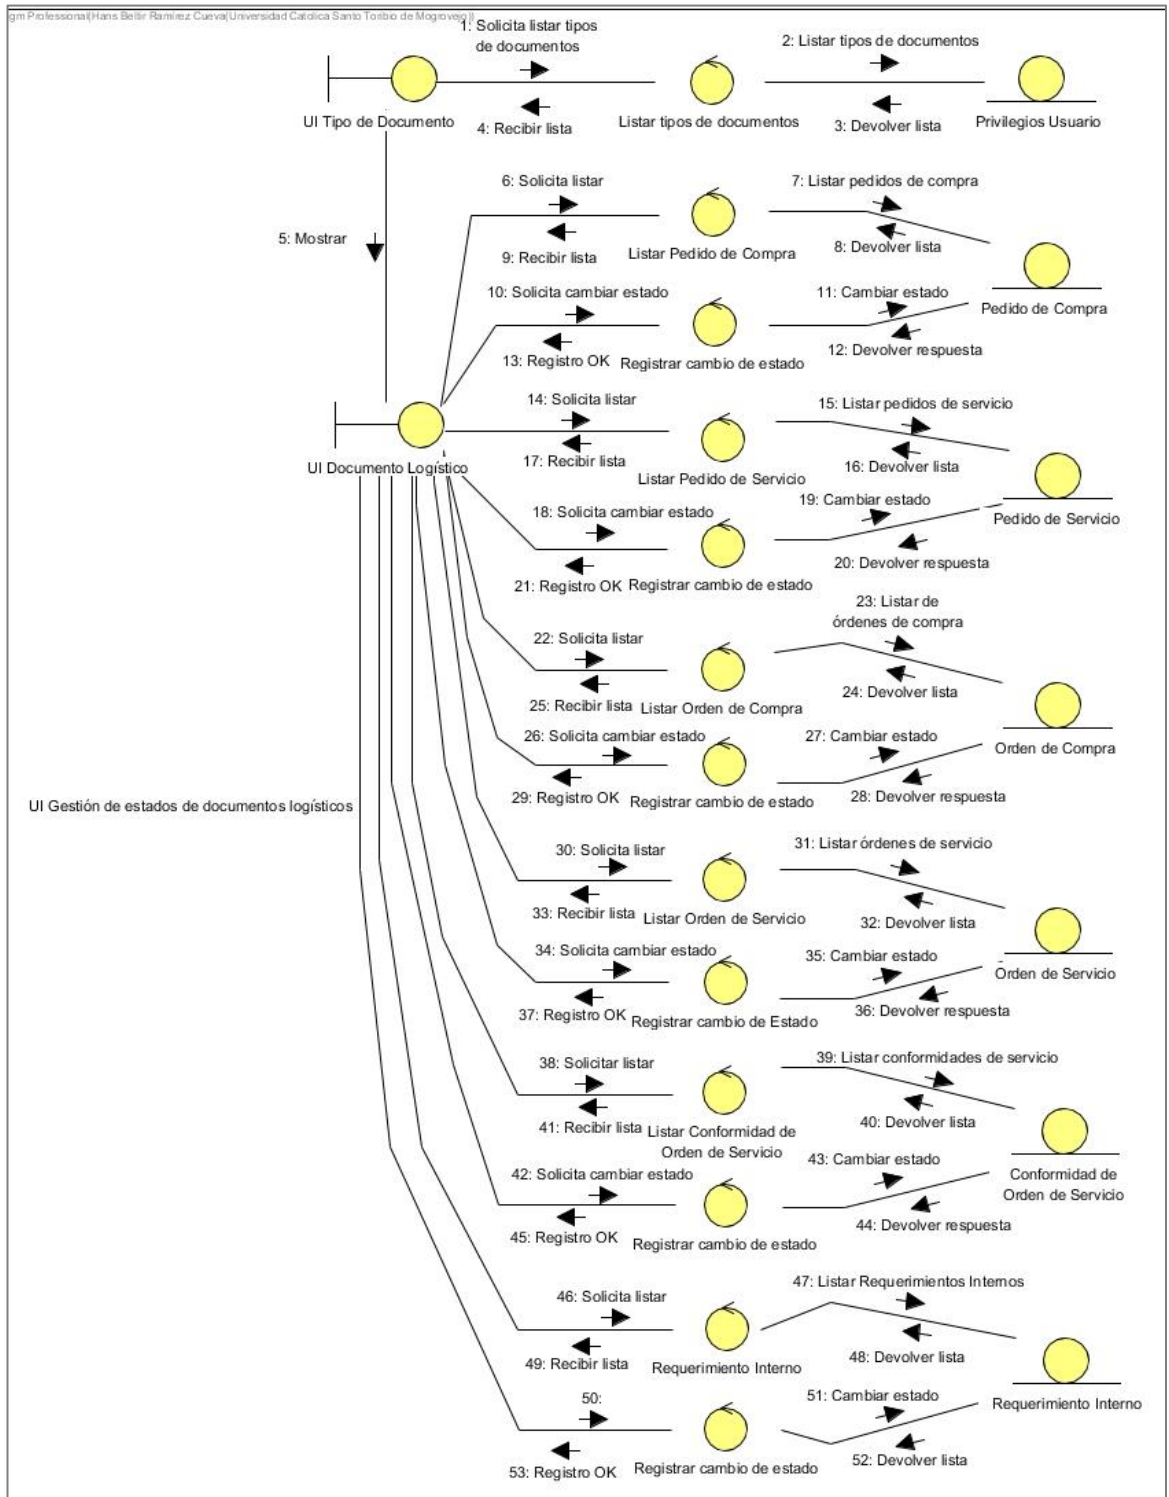 gm Professional(Hans Beltir Ramirez Cueva(Universidad Catolica Santo Toribio de Mogrovejo))
1: Solicita listar tipos
de documentos
2: Listar tipos de documentos
UI Tipo de Documento
4: Recibir lista
Listar tipos de documentos
3: Devolver lista
Privilegios Usuario
5: Mostrar
6: Solicita listar
7: Listar pedidos de compra
9: Recibir lista
Listar Pedido de Compra
8: Devolver lista
10: Solicita cambiar estado
11: Cambiar estado
Pedido de Compra
13: Registro OK
Registrar cambio de estado
12: Devolver respuesta
14: Solicita listar
15: Listar pedidos de servicio
UI Documento Logístico
17: Recibir lista
Listar Pedido de Servicio
16: Devolver lista
18: Solicita cambiar estado
19: Cambiar estado
Pedido de Servicio
21: Registro OK
Registrar cambio de estado
20: Devolver respuesta
22: Solicita listar
23: Listar de
órdenes de compra
25: Recibir lista
Listar Orden de Compra
24: Devolver lista
26: Solicita cambiar estado
27: Cambiar estado
Orden de Compra
29: Registro OK
Registrar cambio de estado
28: Devolver respuesta
UI Gestión de estados de documentos logísticos
30: Solicita listar
31: Listar órdenes de servicio
33: Recibir lista
Listar Orden de Servicio
32: Devolver lista
34: Solicita cambiar estado
35: Cambiar estado
Orden de Servicio
37: Registro OK
Registrar cambio de Estado
36: Devolver respuesta
38: Solicitar listar
39: Listar conformidades de servicio
41: Recibir lista
Listar Conformidad de
Orden de Servicio
40: Devolver lista
42: Solicita cambiar estado
43: Cambiar estado
Conformidad de
Orden de Servicio
45: Registro OK
Registrar cambio de estado
44: Devolver respuesta
46: Solicita listar
47: Listar Requerimientos Internos
49: Recibir lista
Requerimiento Interno
48: Devolver lista
50:
51: Cambiar estado
Requerimiento Interno
53: Registro OK
Registrar cambio de estado
52: Devolver lista